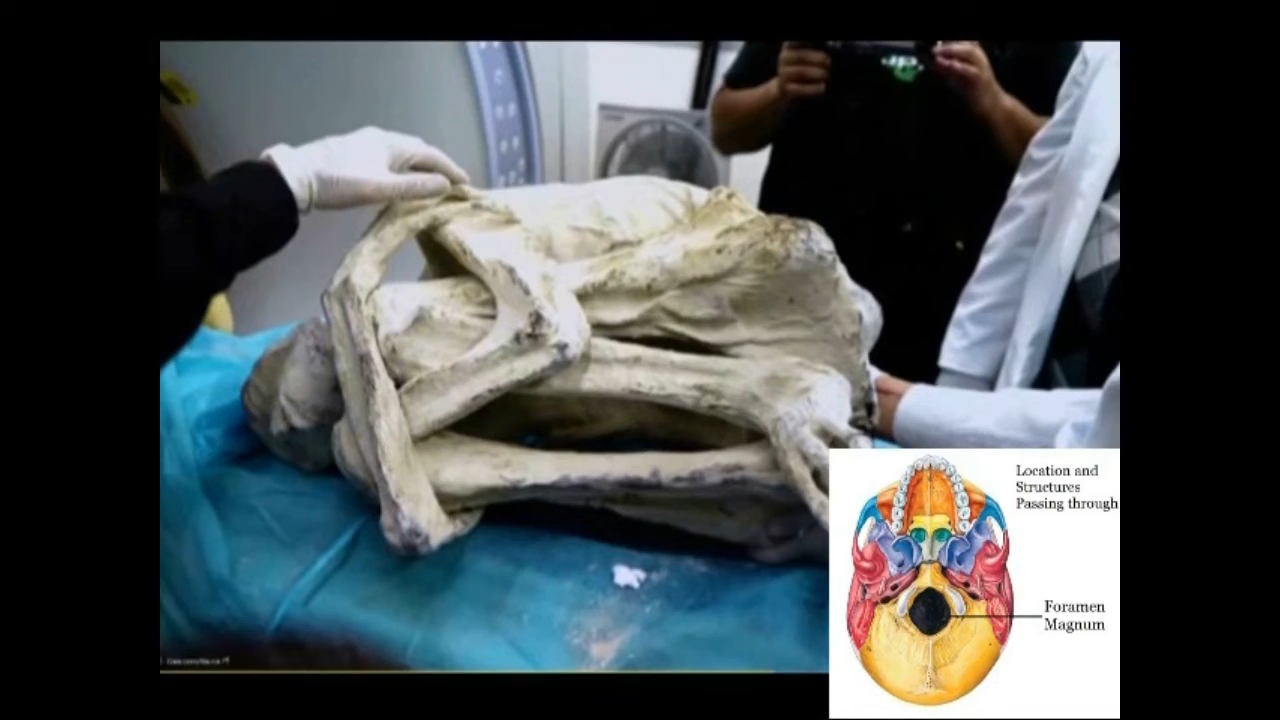 Location and
Structures
Passing through
Foramen
Magnum